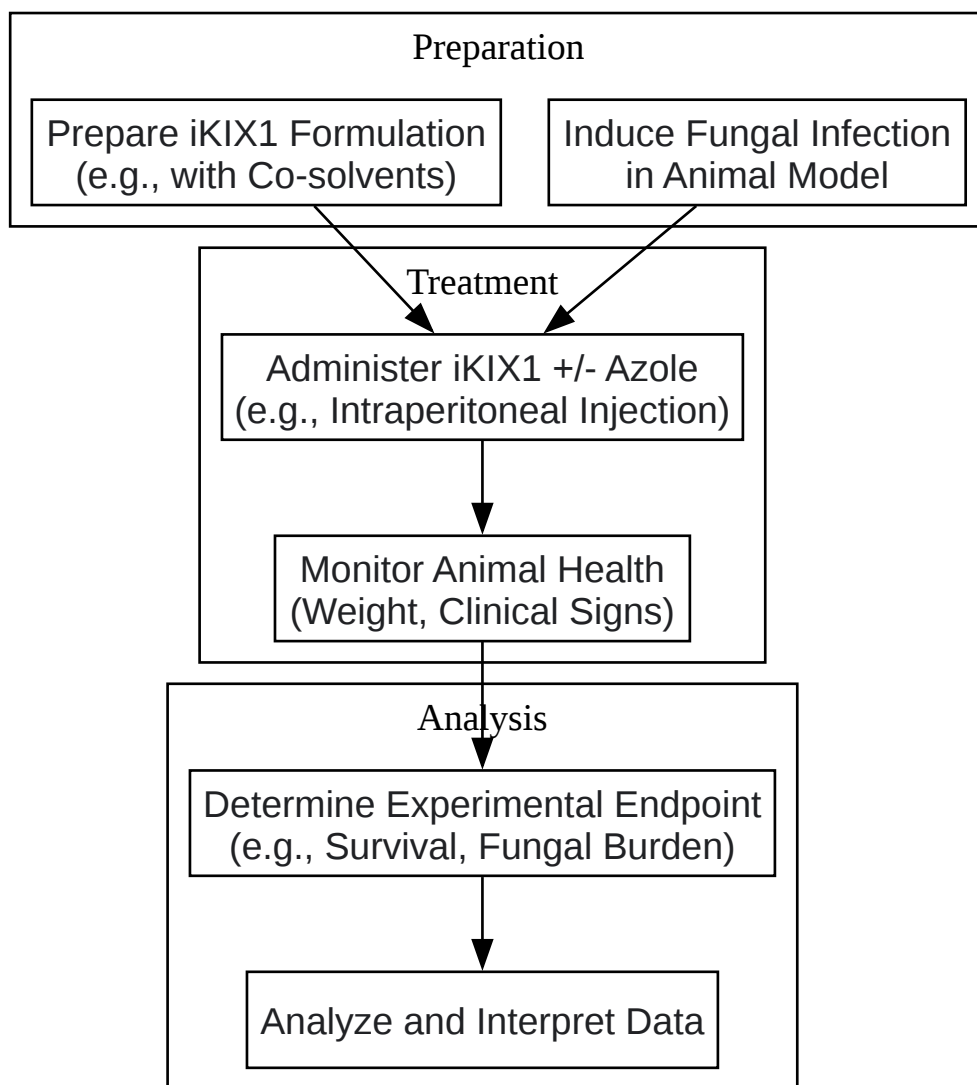 Preparation
Prepare iKIX1 Formulation
(e.g., with Co-solvents)
Induce Fungal Infection
in Animal Model
Treatment
Administer iKIX1 +/- Azole
(e.g., Intraperitoneal Injection)
Monitor Animal Health
(Weight, Clinical Signs)
Analysis
Determine Experimental Endpoint
(e.g., Survival, Fungal Burden)
Analyze and Interpret Data